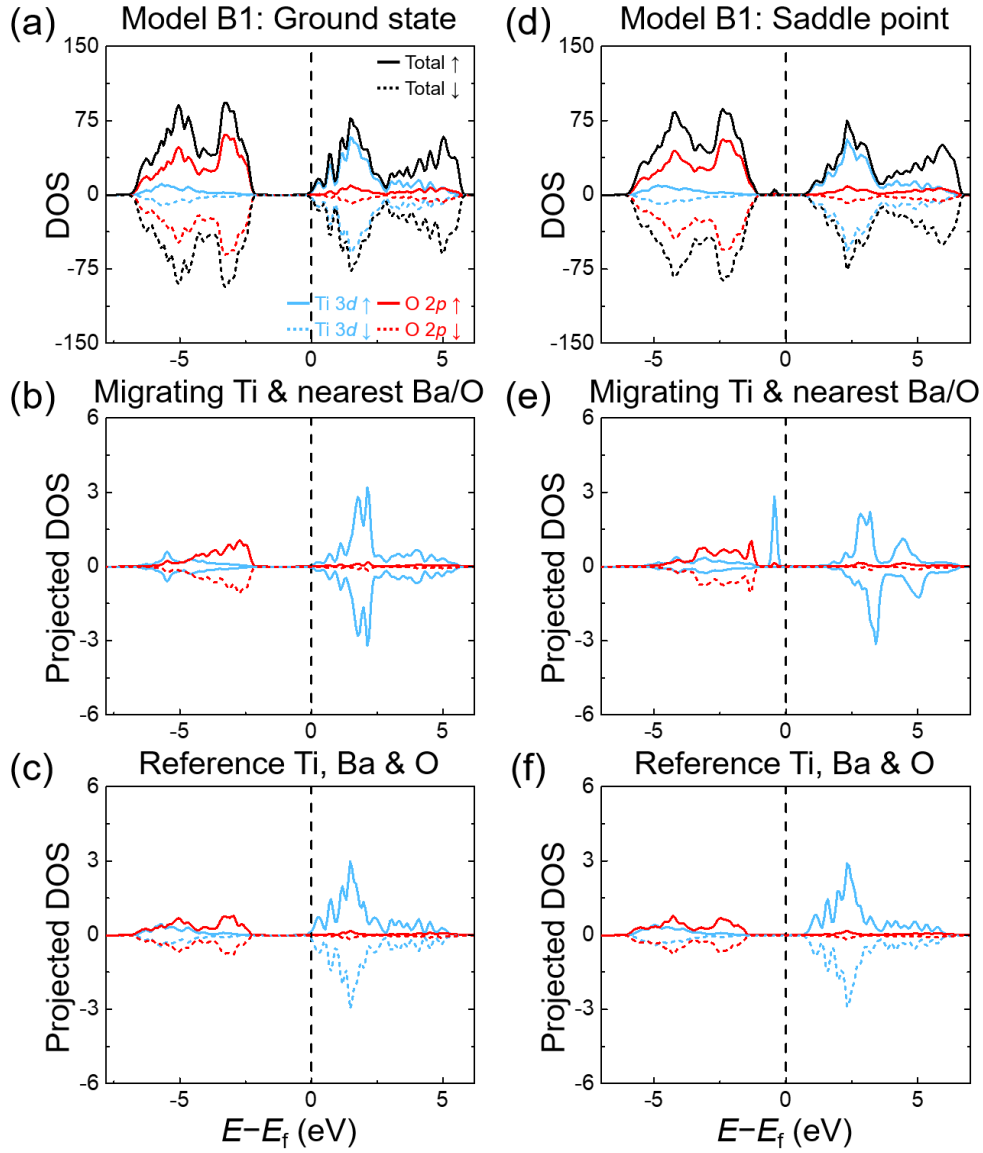 (a) Model B1: Ground state
150
75
0
-75
-150
DOS
Total ↑
Total ↓
Ti 3d ↑ O 2p ↑
Ti 3d ↓ O 2p ↓
-5 0 5
(d) Model B1: Saddle point
150
75
0
-75
-150
DOS
-5 0 5
(b) Migrating Ti & nearest Ba/O
6
3
0
-3
-6
Projected DOS
-5 0 5
(e) Migrating Ti & nearest Ba/O
6
3
0
-3
-6
Projected DOS
-5 0 5
(c) Reference Ti, Ba & O
6
3
0
-3
-6
Projected DOS
-5 0 5
E−Ef (eV)
(f) Reference Ti, Ba & O
6
3
0
-3
-6
Projected DOS
-5 0 5
E−Ef (eV)